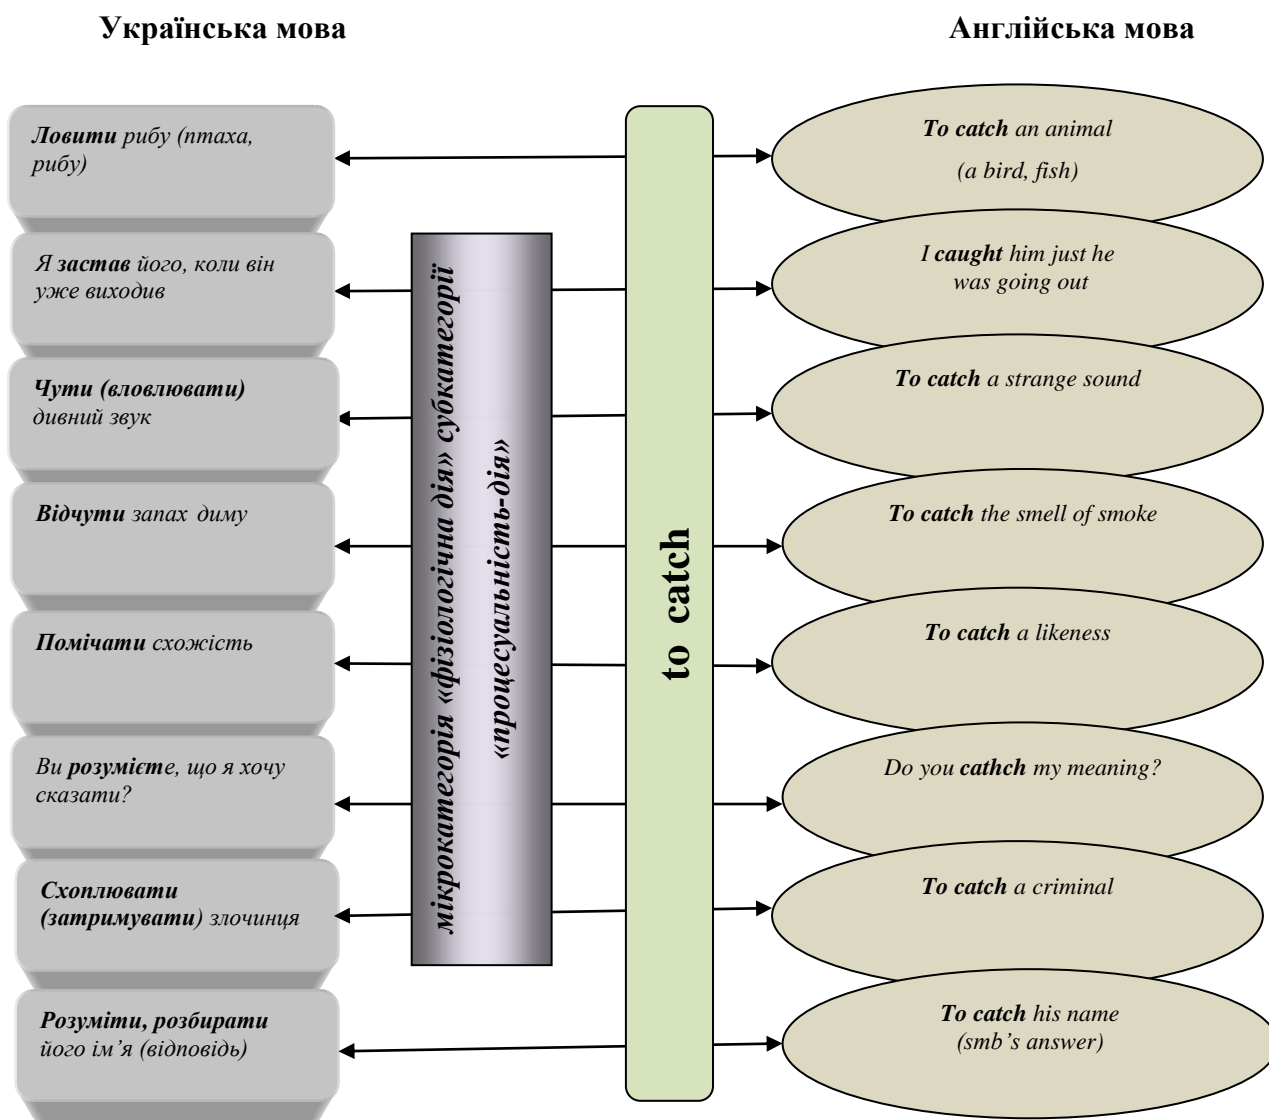 Українська мова
Англійська мова
Ловити рибу (птаха,
рибу)
To catch an animal
(a bird, fish)
Я застав його, коли він
уже виходив
I caught him just he
was going out
Чути (вловлювати)
дивний звук
To catch a strange sound
Відчути запах диму
To catch the smell of smoke
Помічати схожість
To catch a likeness
Ви розумієте, що я хочу
сказати?
Do you cathch my meaning?
Схоплювати
(затримувати) злочинця
To catch a criminal
Розуміти, розбирати
його ім’я (відповідь)
To catch his name
(smb’s answer)
мікрокатегорія «фізіологічна дія» субкатегорії
«процесуальність-дія»
to catch